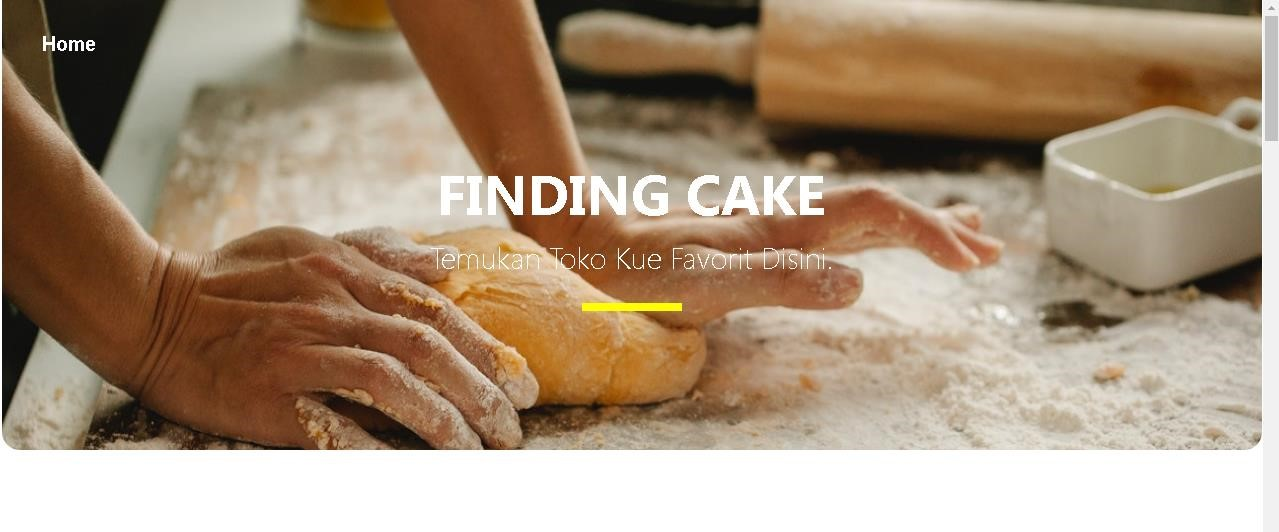 Home
FINDING CAKE
Temukan Toko Kue Favorit Disini.